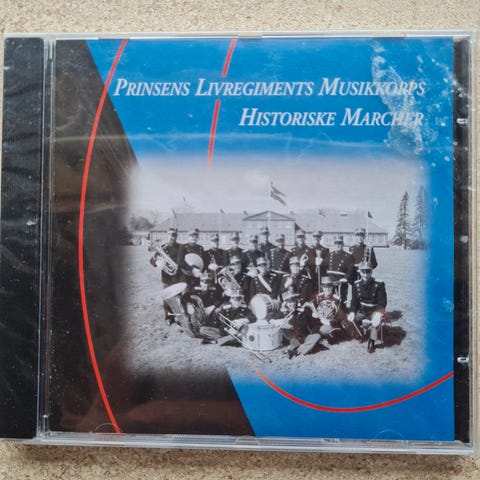 Prinsens Livregiments Musikkorps
Historiske Marcher